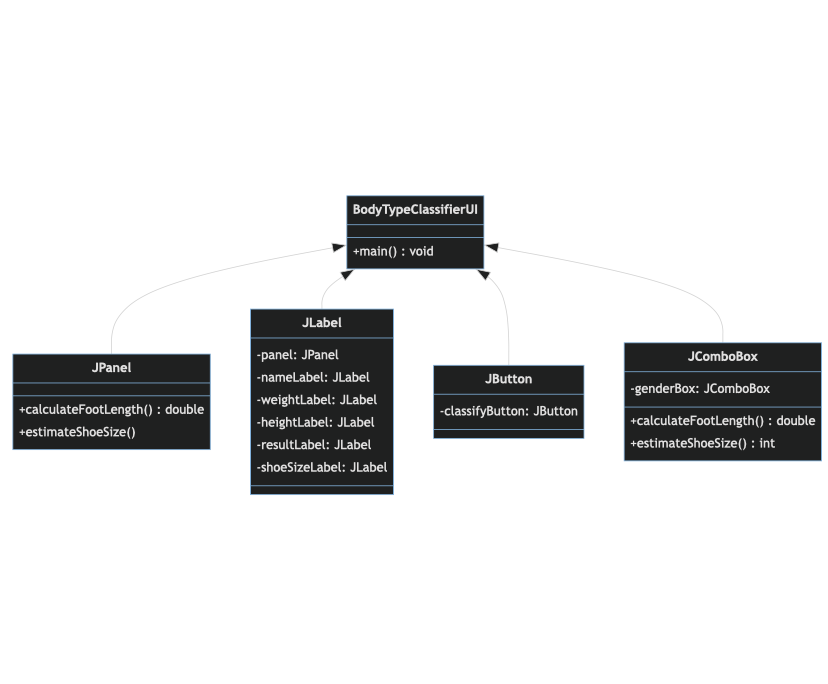 BodyTypeClassifierUI
+main() : void
JPanel
+calculateFootLength() : double
+estimateShoeSize()
JLabel
-panel: JPanel
-nameLabel: JLabel
-weightLabel: JLabel
-heightLabel: JLabel
-resultLabel: JLabel
-shoeSizeLabel: JLabel
JButton
-classifyButton: JButton
JComboBox
-genderBox: JComboBox
+calculateFootLength() : double
+estimateShoeSize() : int